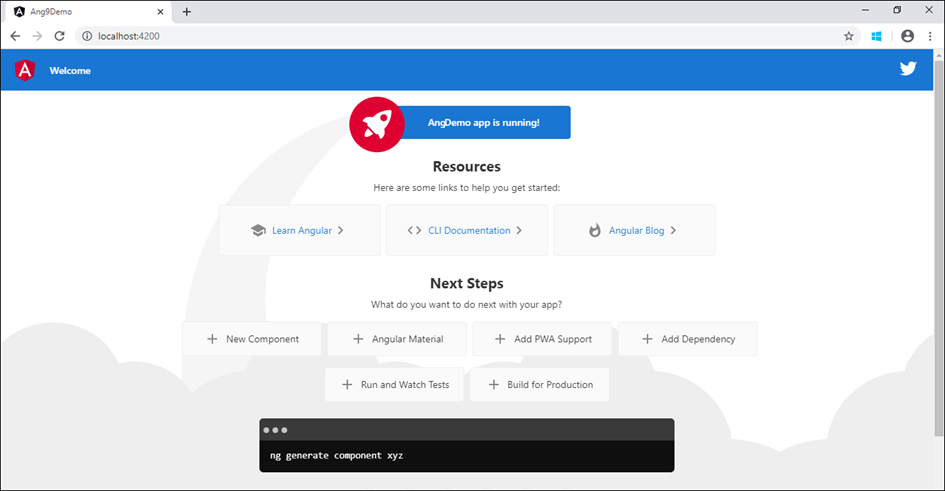 Ang9Demo
localhost:4200
Welcome
AngDemo app is running!
Resources
Here are some links to help you get started:
Learn Angular
CLI Documentation
Angular Blog
Next Steps
What do you want to do next with your app?
New Component
Angular Material
Add PWA Support
Add Dependency
Run and Watch Tests
Build for Production
ng generate component xyz